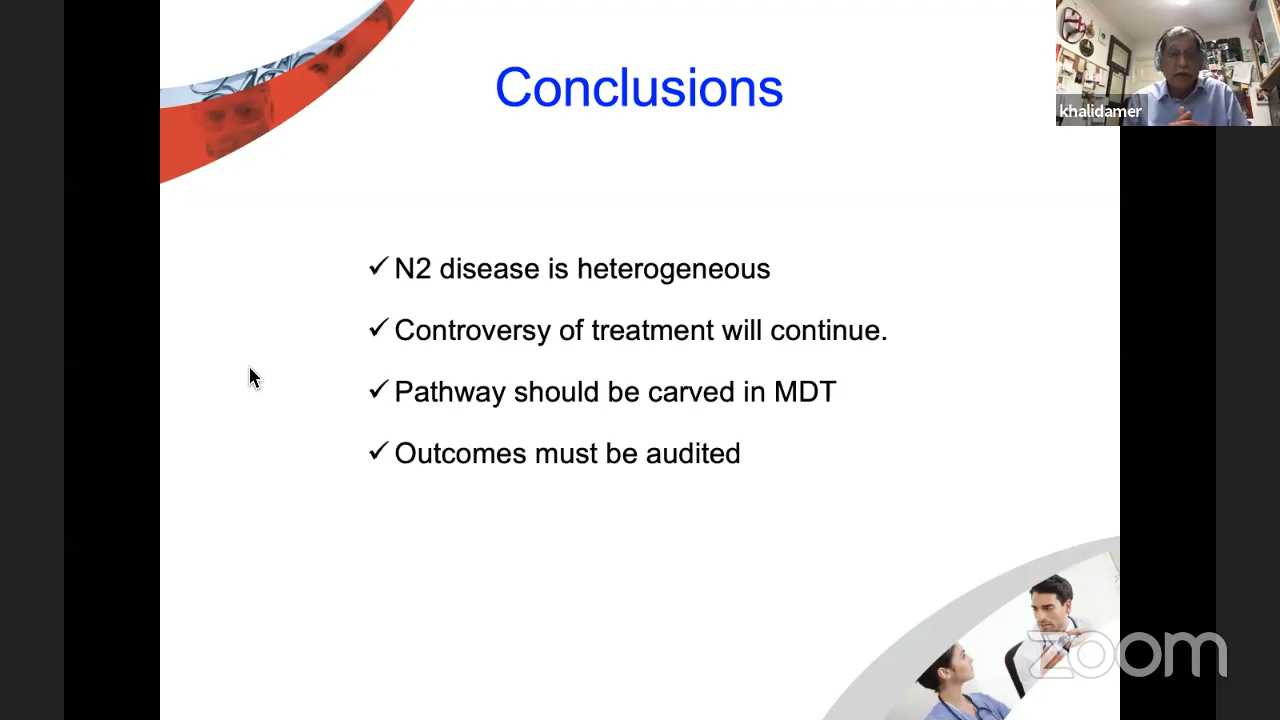 Conclusions
khalidamer
✓ N2 disease is heterogeneous
✓ Controversy of treatment will continue.
✓ Pathway should be carved in MDT
✓ Outcomes must be audited
zoom